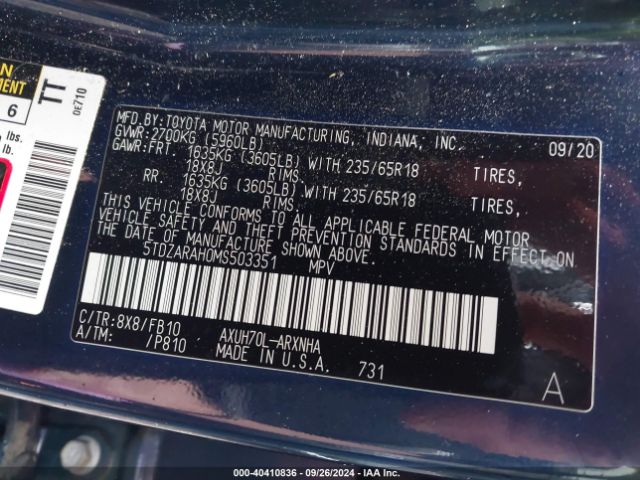 N
MENT
6
lbs.
lb.
TT
0E710
MFD.BY:TOYOTA MOTOR MANUFACTURING, INDIANA, INC. 09/20
GVWR:2700KG (5960LB)
GAWR:FRT 1635KG (3605LB) WITH 235/65R18 TIRES,
18X8J RIMS,
RR 1635KG (3605LB) WITH 235/65R18 TIRES,
18X8J RIMS,
THIS VEHICLE CONFORMS TO ALL APPLICABLE FEDERAL MOTOR
VEHICLE SAFETY AND THEFT PREVENTION STANDARDS IN EFFECT ON
THE DATE OF MANUFACTURE SHOWN ABOVE.
5TDZARAH0MS503351 MPV
C/TR:8X8/FB10 AXUH70L-ARXNHA
A/TM: /P810 MADE IN U.S.A. 731
A
000-40410836 - 09/26/2024 - IAA Inc.